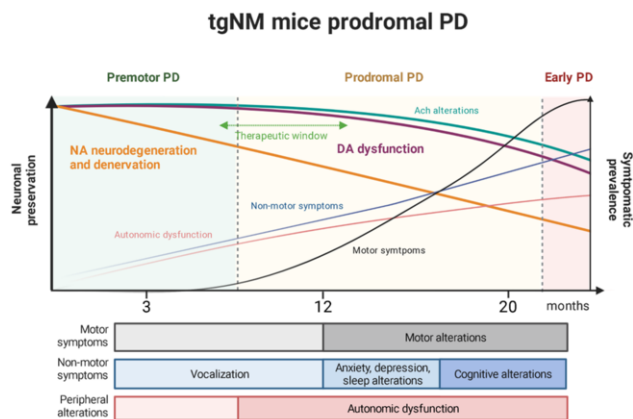 tgNM mice prodromal PD
Premotor PD
Prodromal PD
Early PD
Neuronal
preservation
Ach alterations
Therapeutic window
NA neurodegeneration
and denervation
DA dysfunction
Non-motor symptoms
Autonomic dysfunction
Motor symtpoms
Symtpomatic
prevalence
3
12
20
months
Motor
symptoms
Motor alterations
Non-motor
symptoms
Vocalization
Anxiety, depression,
sleep alterations
Cognitive alterations
Peripheral
alterations
Autonomic dysfunction